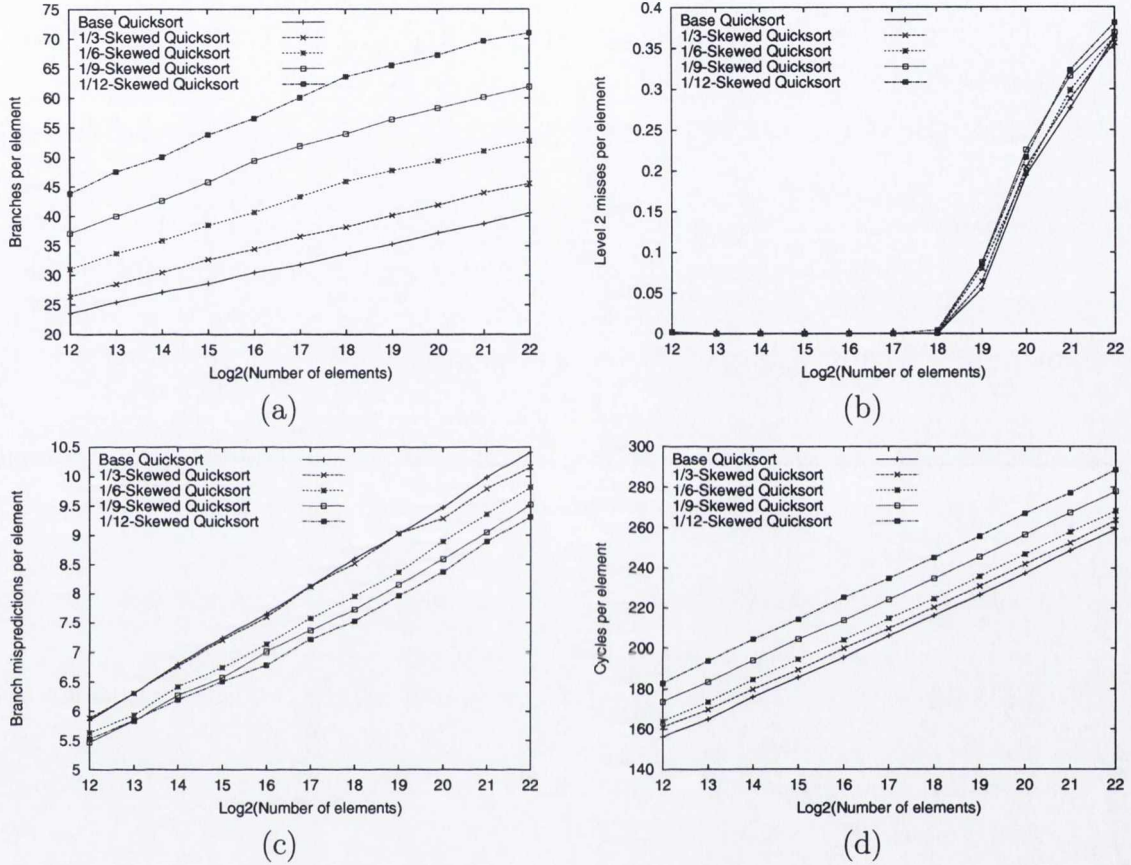 75
70
65
60
55
50
45
40
35
30
25
20
Branches per element
Base Quicksort
1/3-Skewed Quicksort
1/6-Skewed Quicksort
1/9-Skewed Quicksort
1/12-Skewed Quicksort
12 13 14 15 16 17 18 19 20 21 22
Log2(Number of elements)
(a)
0.4
0.35
0.3
0.25
0.2
0.15
0.1
0.05
0
Level 2 misses per element
Base Quicksort
1/3-Skewed Quicksort
1/6-Skewed Quicksort
1/9-Skewed Quicksort
1/12-Skewed Quicksort
12 13 14 15 16 17 18 19 20 21 22
Log2(Number of elements)
(b)
10.5
10
9.5
9
8.5
8
7.5
7
6.5
6
5.5
5
Branch mispredictions per element
Base Quicksort
1/3-Skewed Quicksort
1/6-Skewed Quicksort
1/9-Skewed Quicksort
1/12-Skewed Quicksort
12 13 14 15 16 17 18 19 20 21 22
Log2(Number of elements)
(c)
300
280
260
240
220
200
180
160
140
Cycles per element
Base Quicksort
1/3-Skewed Quicksort
1/6-Skewed Quicksort
1/9-Skewed Quicksort
1/12-Skewed Quicksort
12 13 14 15 16 17 18 19 20 21 22
Log2(Number of elements)
(d)